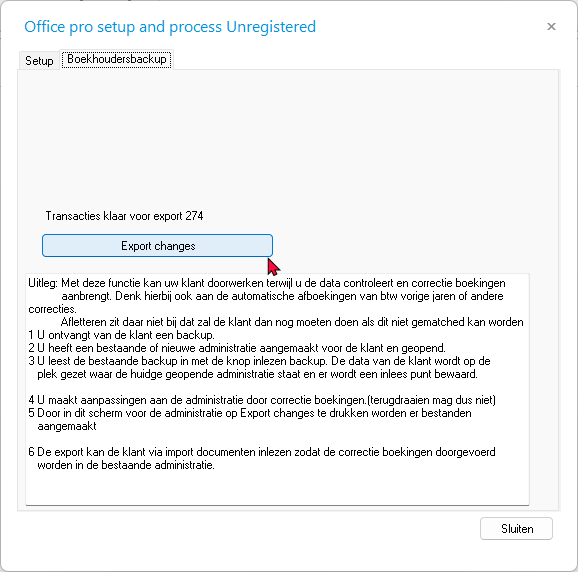 Office pro setup and process Unregistered
Setup
Boekhoudersbackup
Transacties klaar voor export 274
Export changes
Uitleg: Met deze functie kan uw klant doorwerken terwijl u de data controleert en correctie boekingen
aanbrengt. Denk hierbij ook aan de automatische afboekingen van btw vorige jaren of andere
correcties.
Afletteren zit daar niet bij dat zal de klant dan nog moeten doen als dit niet gematched kan worden
1 U ontvangt van de klant een backup.
2 U heeft een bestaande of nieuwe administratie aangemaakt voor de klant en geopend.
3 U leest de bestaande backup in met de knop inlezen backup. De data van de klant wordt op de
plek gezet waar de huidge geopende administratie staat en er wordt een inlees punt bewaard.
4 U maakt aanpassingen aan de administratie door correctie boekingen.(terugdraaien mag dus niet)
5 Door in dit scherm voor de administratie op Export changes te drukken worden er bestanden
aangemaakt
6 De export kan de klant via import documenten inlezen zodat de correctie boekingen doorgevoerd
worden in de bestaande administratie.
Sluiten